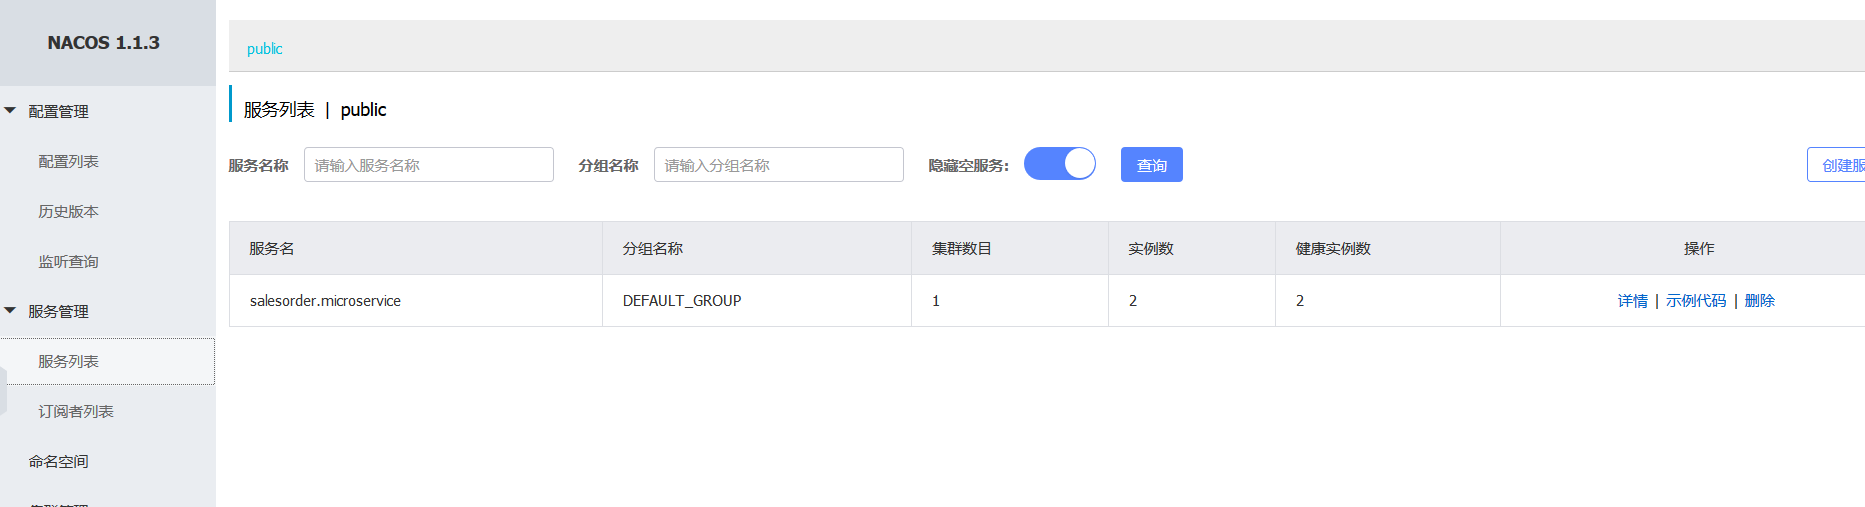 NACOS 1.1.3
配置管理
配置列表
历史版本
监听查询
服务管理
服务列表
订阅者列表
命名空间
public
服务列表 | public
服务名称 请输入服务名称 分组名称 请输入分组名称 隐藏空服务: 查询 创建服
服务名 分组名称 集群数目 实例数 健康实例数 操作
salesorder.microservice DEFAULT_GROUP 1 2 2 详情 | 示例代码 | 删除